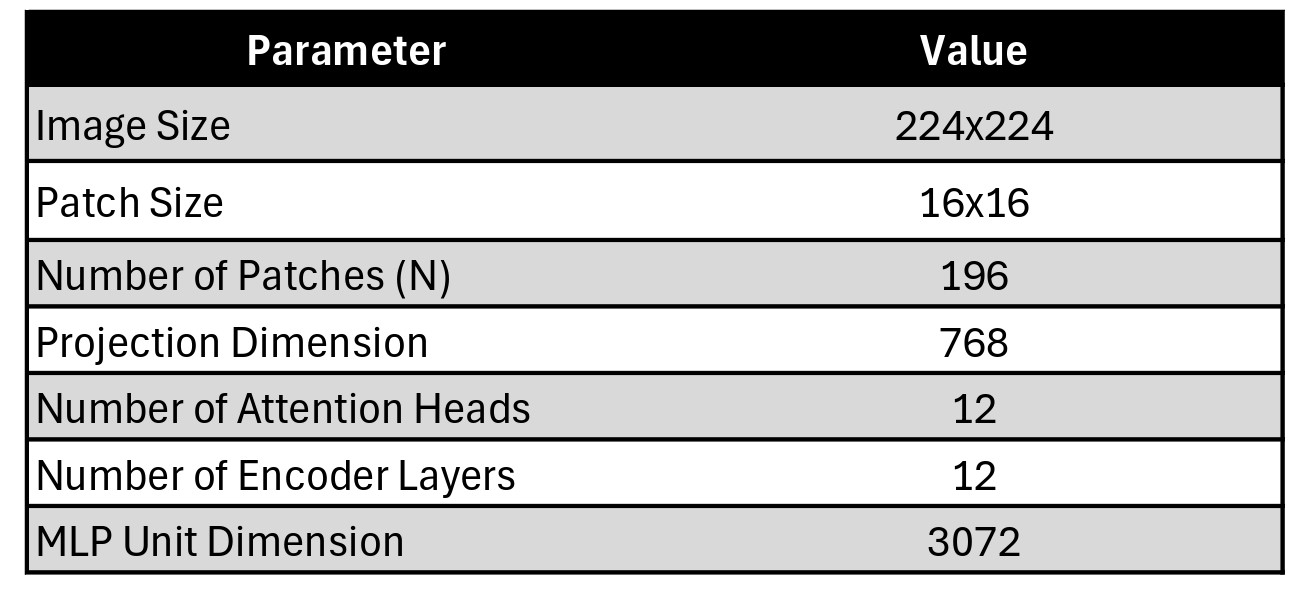 Parameter Value
Image Size 224x224
Patch Size 16x16
Number of Patches (N) 196
Projection Dimension 768
Number of Attention Heads 12
Number of Encoder Layers 12
MLP Unit Dimension 3072